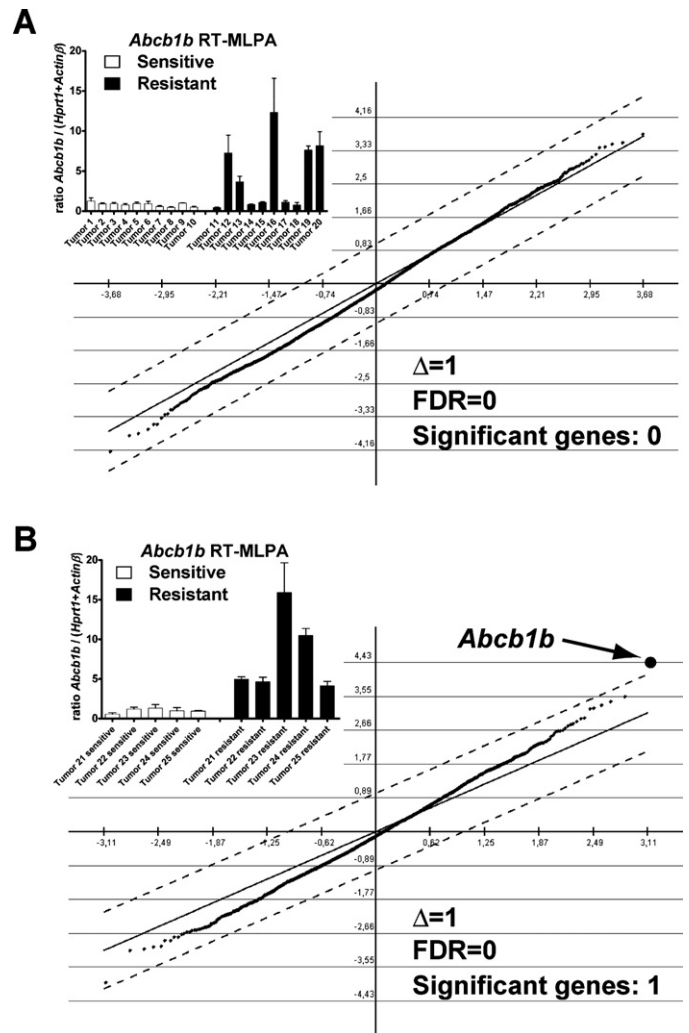 A
Abcb1b RT-MLPA
Sensitive
Resistant
ratio Abcb1b / (Hprt1+Actinβ)
20
15
10
5
0
Tumor 1
Tumor 2
Tumor 3
Tumor 4
Tumor 5
Tumor 6
Tumor 7
Tumor 8
Tumor 9
Tumor 10
Tumor 11
Tumor 12
Tumor 13
Tumor 14
Tumor 15
Tumor 16
Tumor 17
Tumor 18
Tumor 19
Tumor 20
4,16
3,33
2,5
1,66
0,83
-3,68
-2,95
-2,21
-1,47
-0,74
0,74
1,47
2,21
2,95
3,68
-0,83
-1,66
-2,5
-3,33
-4,16
Δ=1
FDR=0
Significant genes: 0
B
Abcb1b RT-MLPA
Sensitive
Resistant
ratio Abcb1b / (Hprt1+Actinβ)
20
15
10
5
0
Tumor 21 sensitive
Tumor 22 sensitive
Tumor 23 sensitive
Tumor 24 sensitive
Tumor 25 sensitive
Tumor 21 resistant
Tumor 22 resistant
Tumor 23 resistant
Tumor 24 resistant
Tumor 25 resistant
Abcb1b
4,43
3,55
2,66
1,77
0,89
-3,11
-2,49
-1,87
-1,25
-0,62
0,62
1,25
1,87
2,49
3,11
-0,89
-1,77
-2,66
-3,55
-4,43
Δ=1
FDR=0
Significant genes: 1